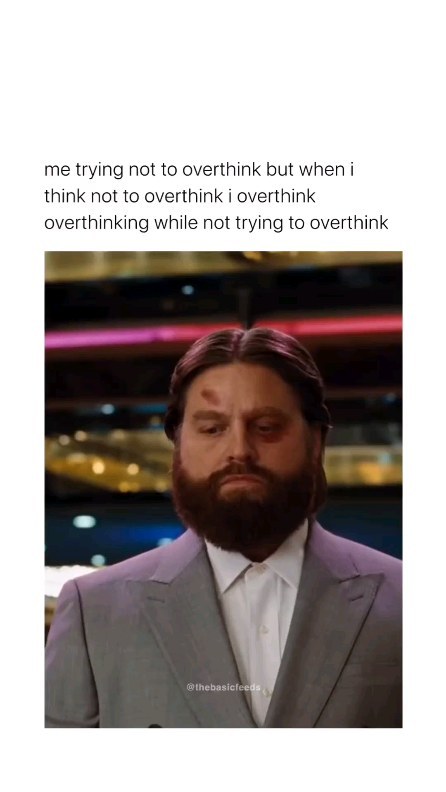 me trying not to overthink but when i
think not to overthink i overthink
overthinking while not trying to overthink
@thebasicfeeds